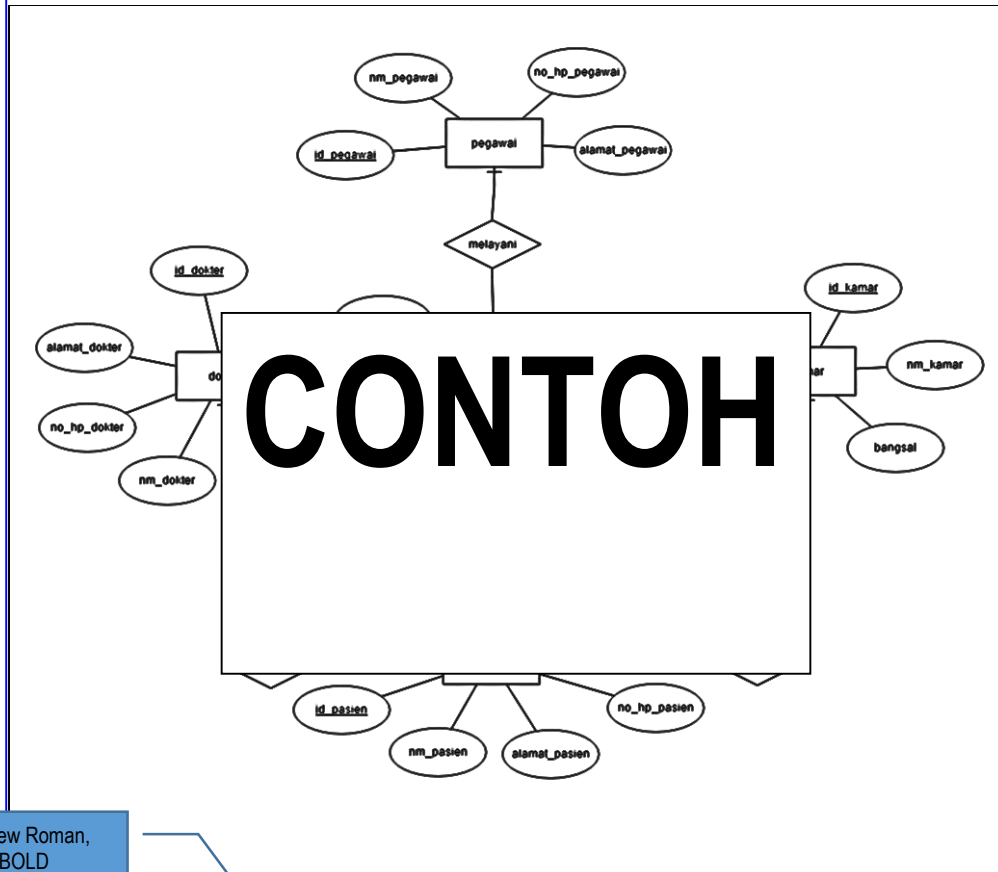 nm_pegawai
no_hp_pegawai
id_pegawai
pegawai
alamat_pegawai
melayani
id_dokter
id_kamar
alamat_dokter
nm_kamar
no_hp_dokter
CONTOH
bangsal
nm_dokter
id_pasien
no_hp_pasien
nm_pasien
alamat_pasien
Roman,
BOLD